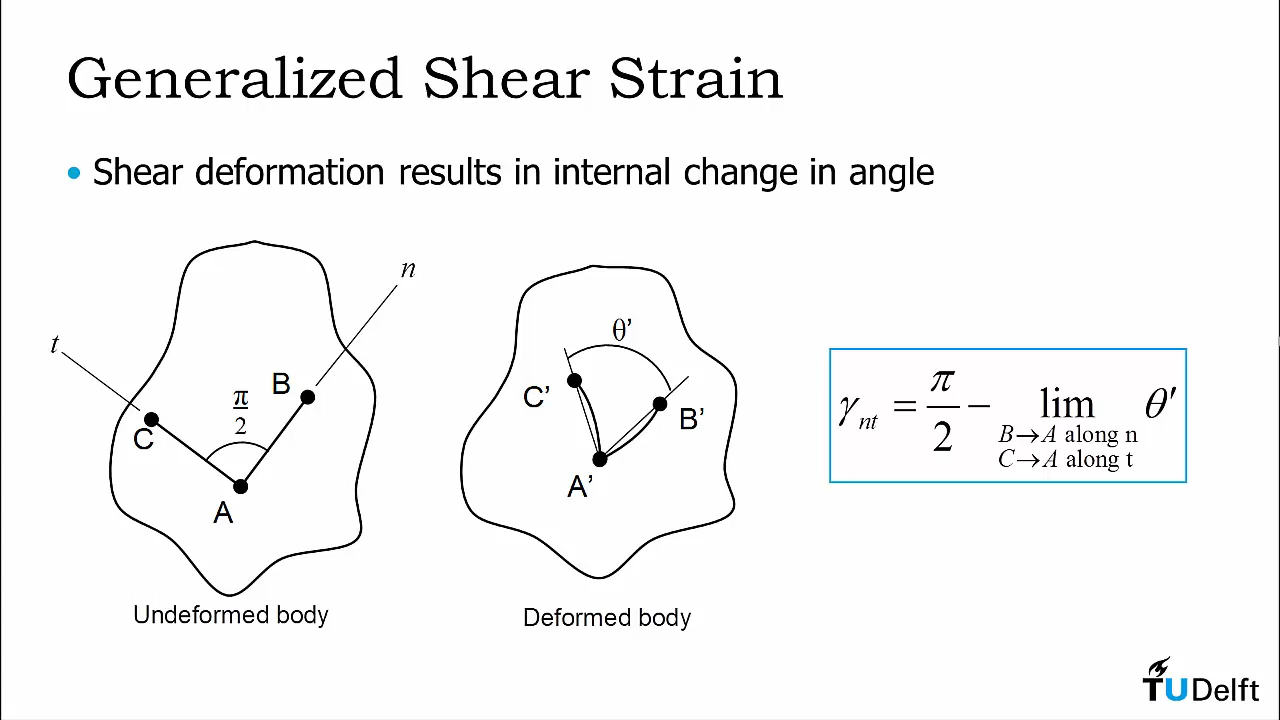 Generalized Shear Strain
• Shear deformation results in internal change in angle
n
t
θ’
B
π
2
C
C’
B’
γnt = π/2 − lim θ′
B→A along n
C→A along t
A
A’
Undeformed body
Deformed body
TUDelft